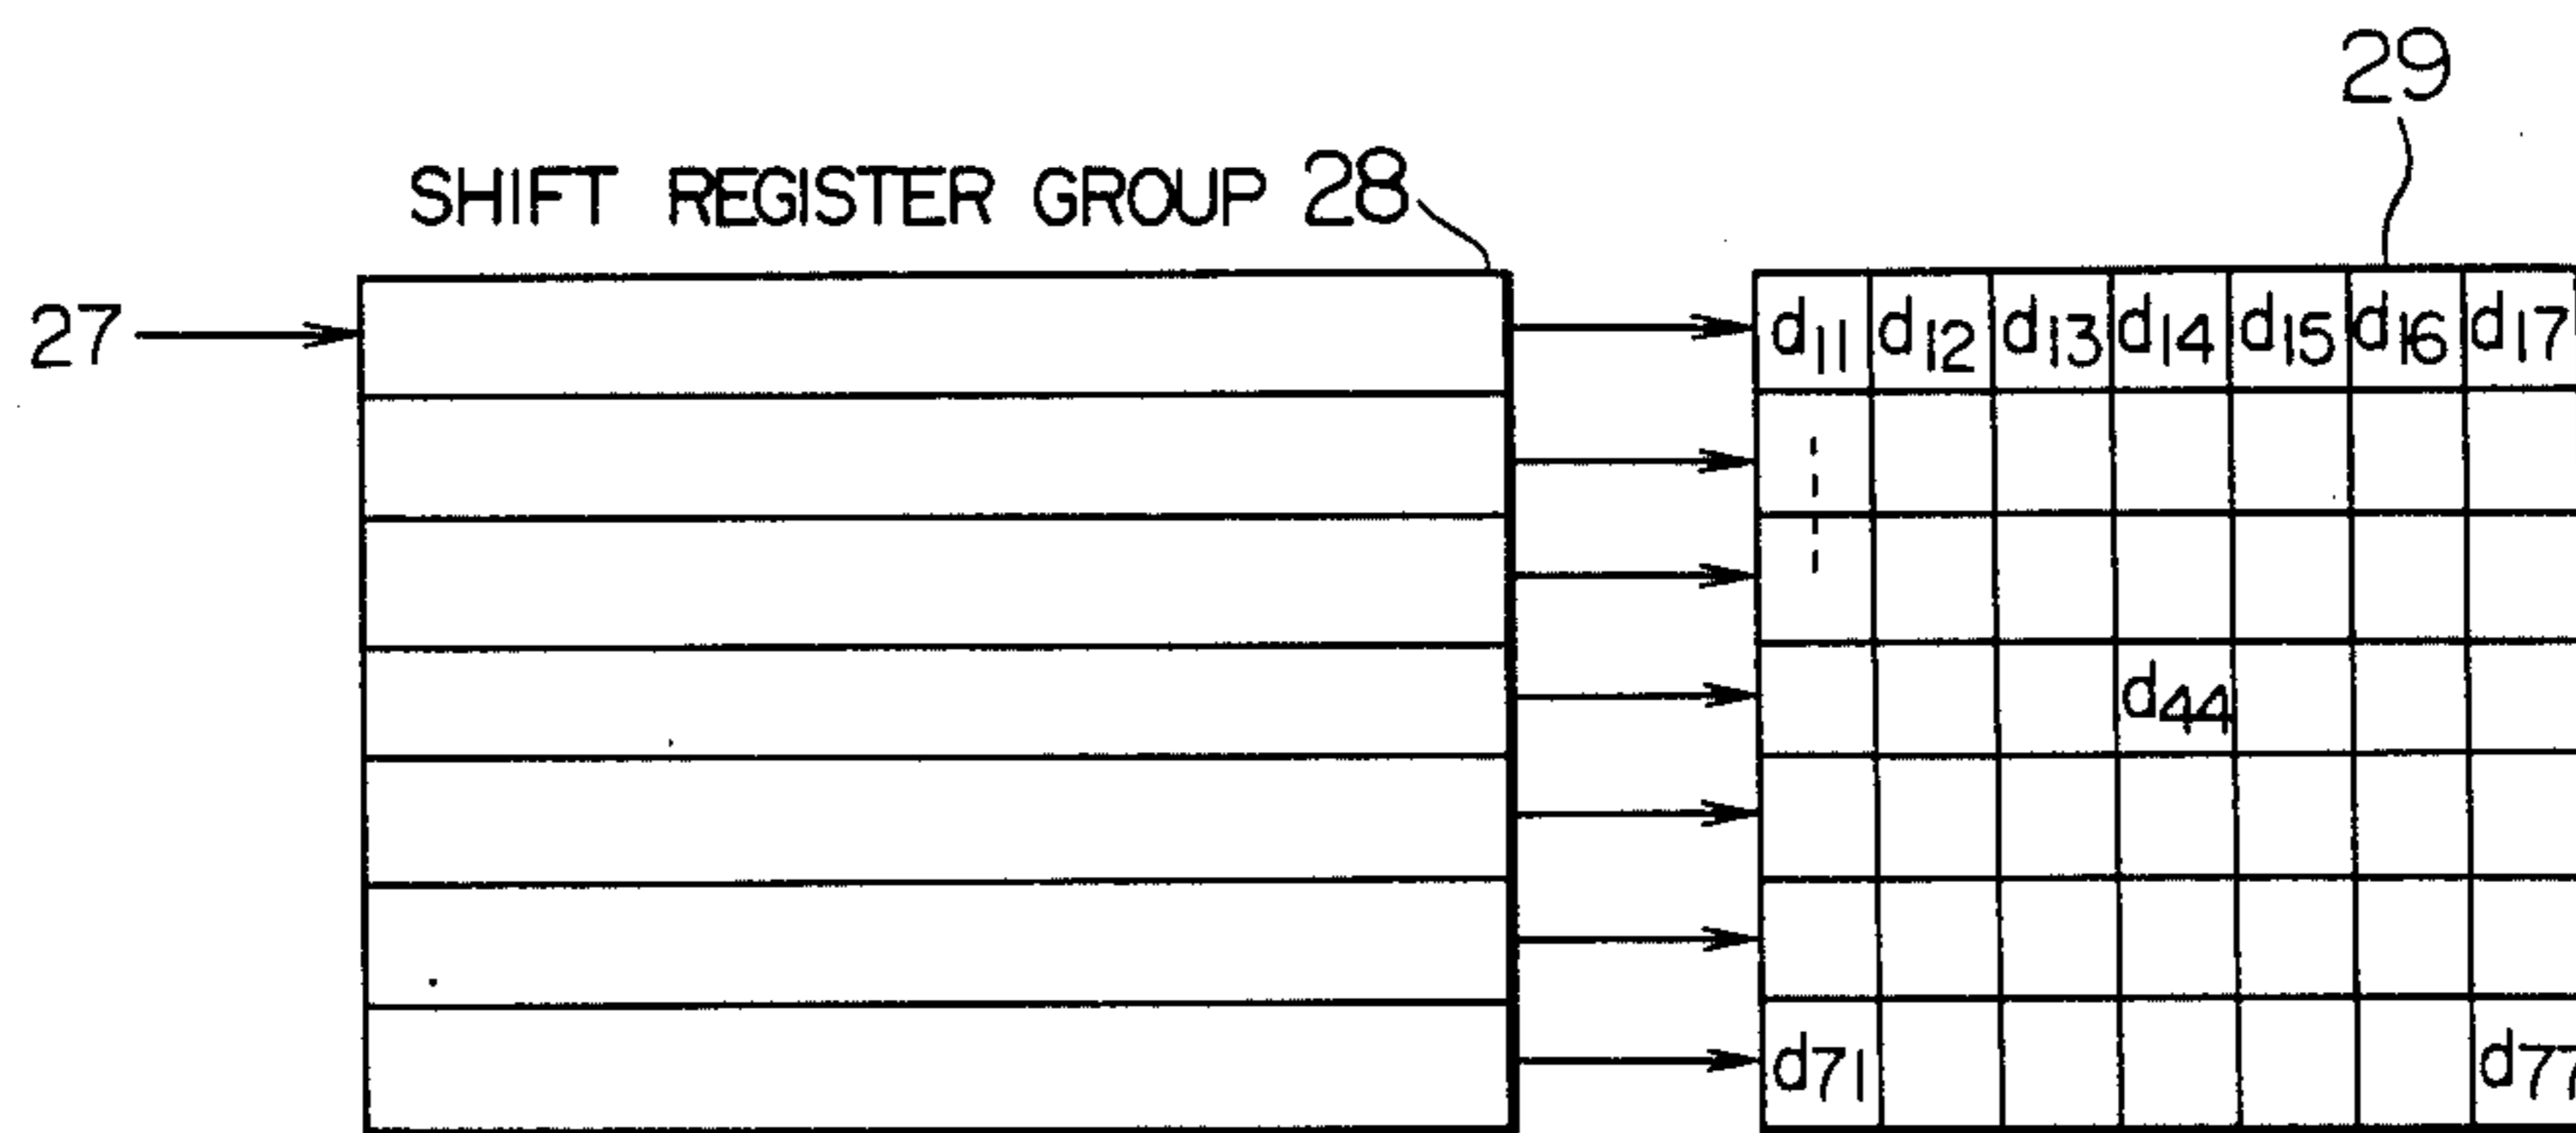 29
SHIFT REGISTER GROUP 28
27
d11 d12 d13 d14 d15 d16 d17
d44
d71 d77